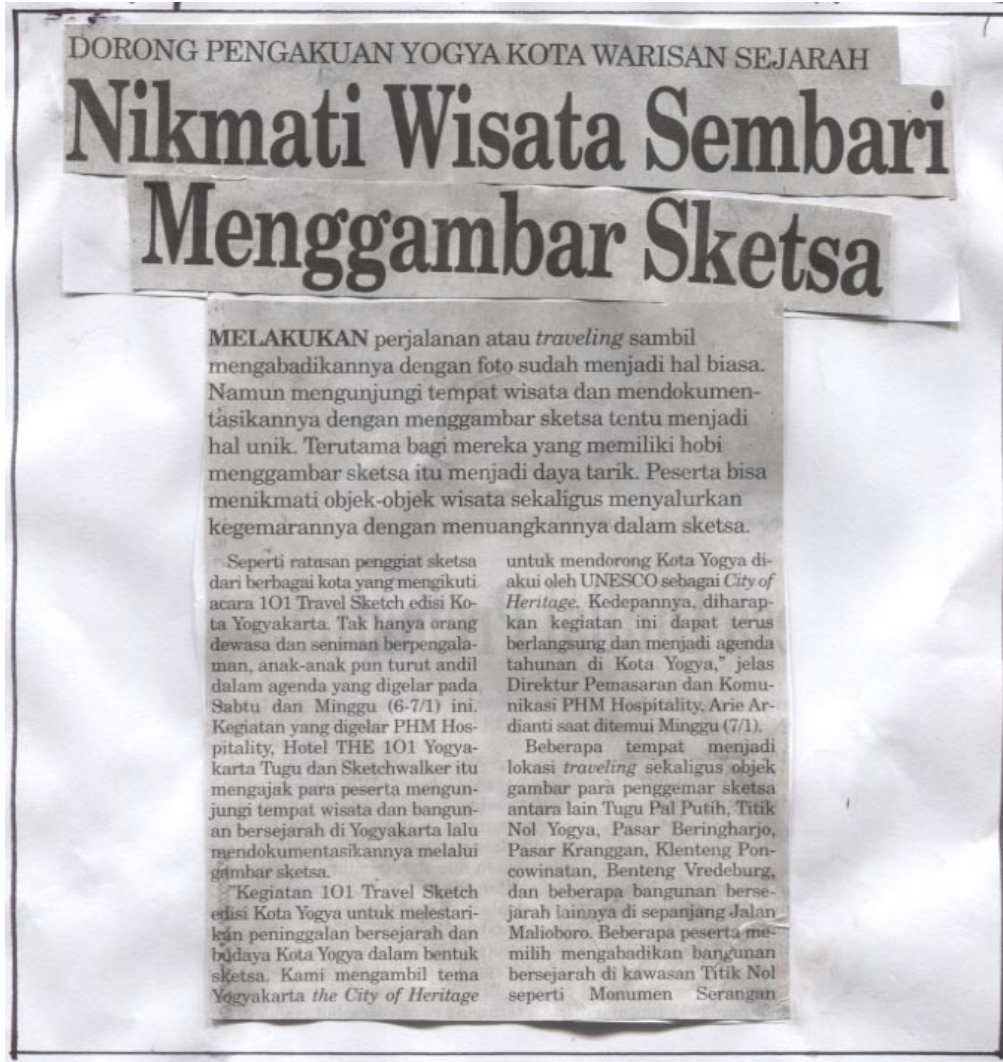 DORONG PENGAKUAN YOGYA KOTA WARISAN SEJARAH
Nikmati Wisata Sembari
Menggambar Sketsa
MELAKUKAN perjalanan atau traveling sambil
mengabadikannya dengan foto sudah menjadi hal biasa.
Namun mengunjungi tempat wisata dan mendokumen-
tasikannya dengan menggambar sketsa tentu menjadi
hal unik. Terutama bagi mereka yang memiliki hobi
menggambar sketsa itu menjadi daya tarik. Peserta bisa
menikmati objek-objek wisata sekaligus menyalurkan
kegemarannya dengan menuangkannya dalam sketsa.
Seperti ratusan penggiat sketsa
dari berbagai kota yang mengikuti
acara 1O1 Travel Sketch edisi Ko-
ta Yogyakarta. Tak hanya orang
dewasa dan seniman berpengala-
man, anak-anak pun turut andil
dalam agenda yang digelar pada
Sabtu dan Minggu (6-7/1) ini.
Kegiatan yang digelar PHM Hos-
pitality, Hotel THE 1O1 Yogya-
karta Tugu dan Sketchwalker itu
mengajak para peserta mengun-
jungi tempat wisata dan bangun-
an bersejarah di Yogyakarta lalu
mendokumentasikannya melalui
gambar sketsa.
"Kegiatan 1O1 Travel Sketch
edisi Kota Yogya untuk melestari-
kan peninggalan bersejarah dan
budaya Kota Yogya dalam bentuk
sketsa. Kami mengambil tema
Yogyakarta the City of Heritage
untuk mendorong Kota Yogya di-
akui oleh UNESCO sebagai City of
Heritage. Kedepannya, diharap-
kan kegiatan ini dapat terus
berlangsung dan menjadi agenda
tahunan di Kota Yogya," jelas
Direktur Pemasaran dan Komu-
nikasi PHM Hospitality, Arie Ar-
dianti saat ditemui Minggu (7/1).
Beberapa tempat menjadi
lokasi traveling sekaligus objek
gambar para penggemar sketsa
antara lain Tugu Pal Putih, Titik
Nol Yogya, Pasar Beringharjo,
Pasar Kranggan, Klenteng Pon-
cowinatan, Benteng Vredeburg,
dan beberapa bangunan berse-
jarah lainnya di sepanjang Jalan
Malioboro. Beberapa peserta me-
milih mengabadikan bangunan
bersejarah di kawasan Titik Nol
seperti Monumen Serangan